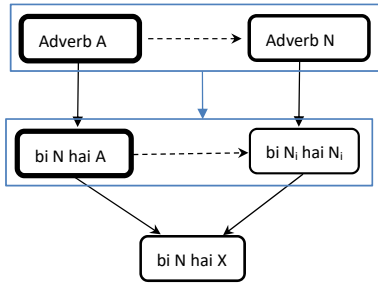 Adverb A
Adverb N
bi N hai A
bi Nᵢ hai Nᵢ
bi N hai X